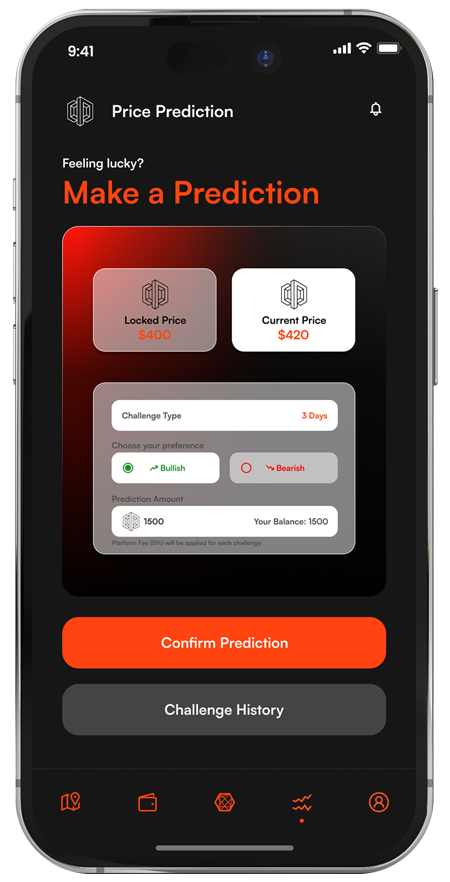 9:41
Price Prediction
Feeling lucky?
Make a Prediction
Locked Price
$400
Current Price
$420
Challenge Type 3 Days
Choose your preference
Bullish Bearish
Prediction Amount
1500 Your Balance: 1500
Platform Fee (5%) will be applied for each challenge
Confirm Prediction
Challenge History